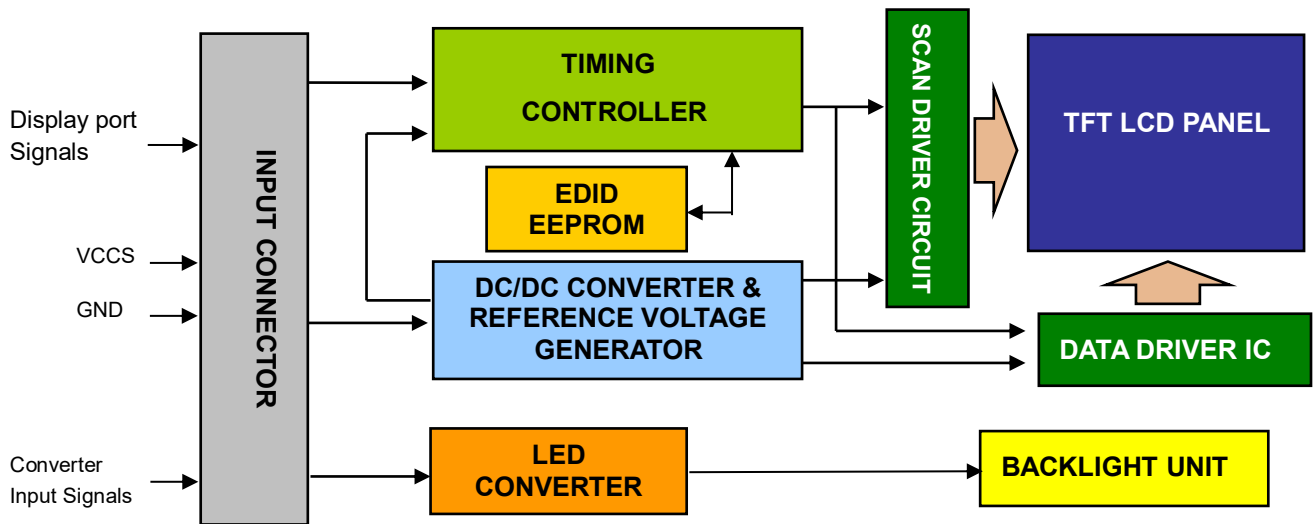 Display port
Signals
VCCS
GND
Converter
Input Signals
INPUT CONNECTOR
TIMING
CONTROLLER
EDID
EEPROM
DC/DC CONVERTER &
REFERENCE VOLTAGE
GENERATOR
LED
CONVERTER
SCAN DRIVER CIRCUIT
TFT LCD PANEL
DATA DRIVER IC
BACKLIGHT UNIT